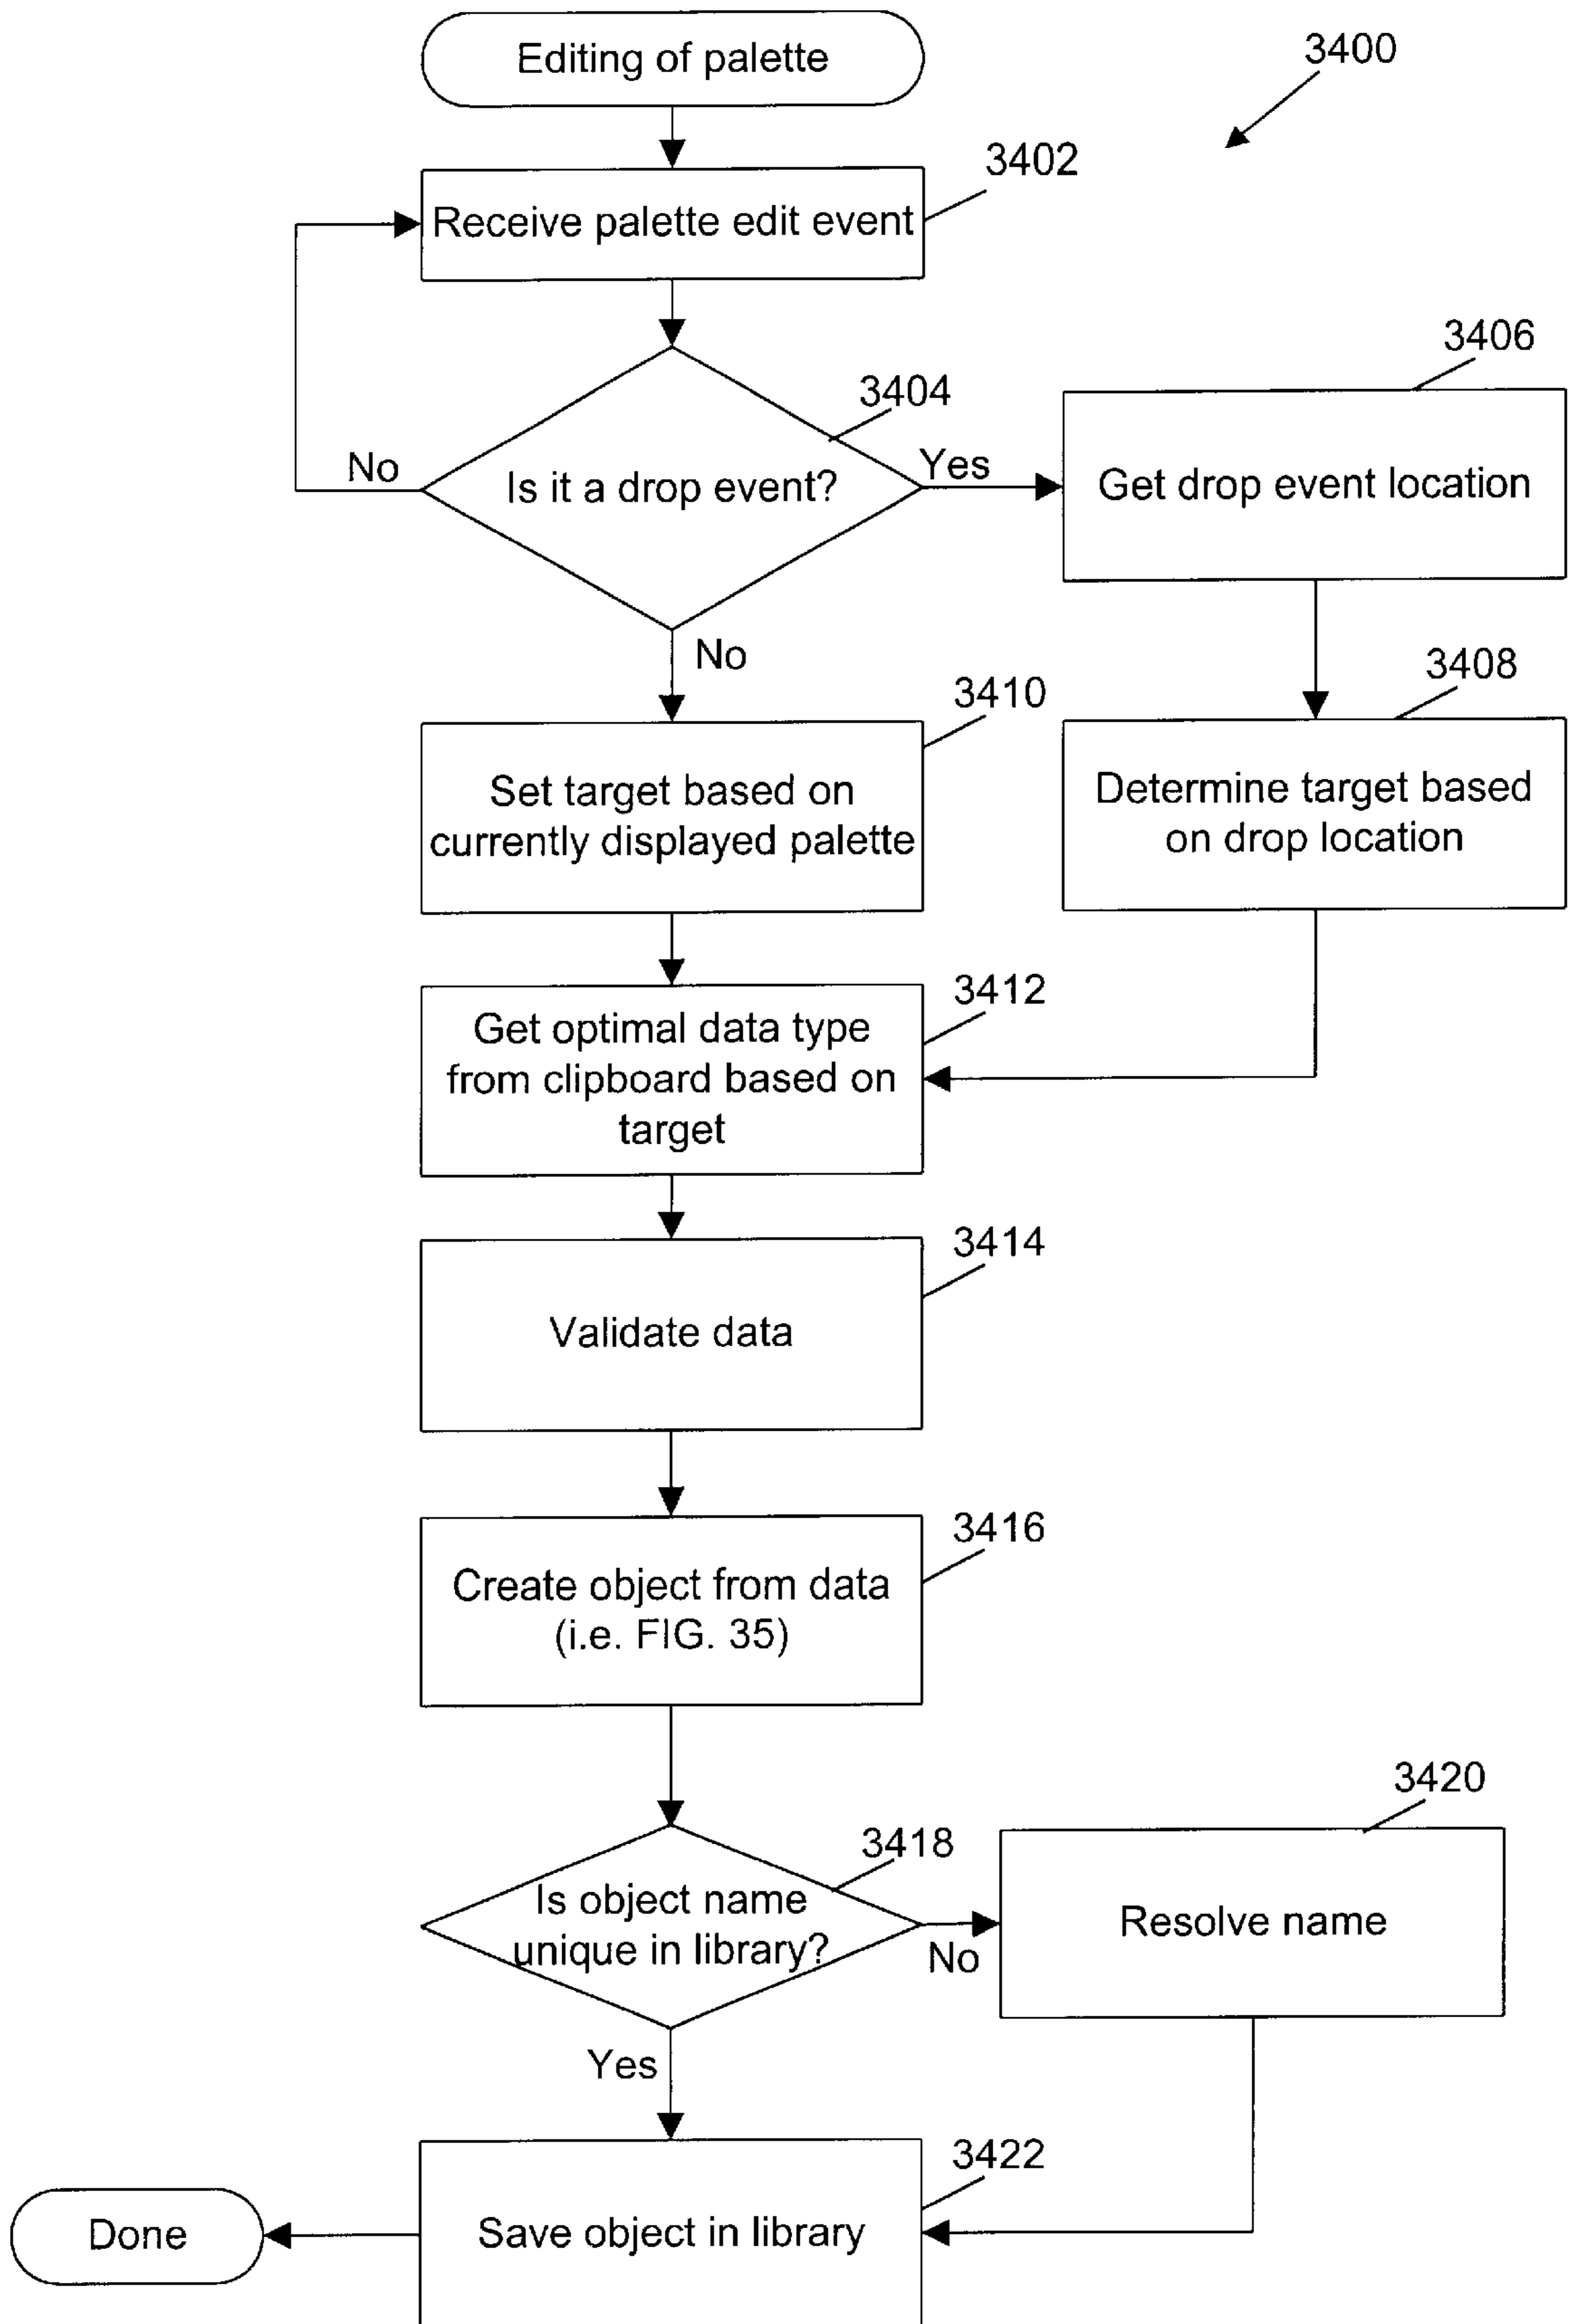 Editing of palette
3400
3402
Receive palette edit event
3404
3406
No
Is it a drop event?
Yes
Get drop event location
No
3410
3408
Set target based on
currently displayed palette
Determine target based
on drop location
3412
Get optimal data type
from clipboard based on
target
3414
Validate data
3416
Create object from data
(i.e. FIG. 35)
3418
3420
Is object name
unique in library?
No
Resolve name
Yes
3422
Save object in library
Done